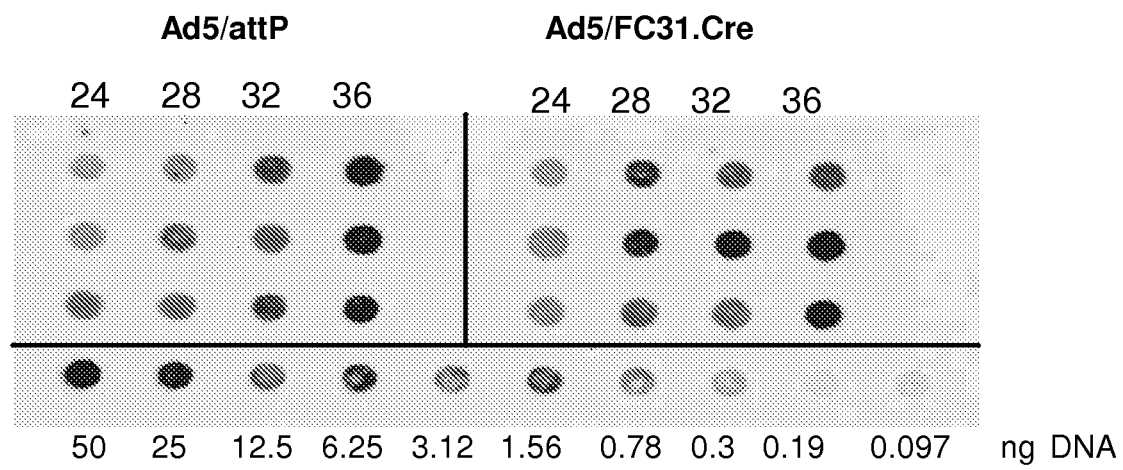 Ad5/attP Ad5/FC31.Cre
24 28 32 36 24 28 32 36
50 25 12.5 6.25 3.12 1.56 0.78 0.3 0.19 0.097 ng DNA